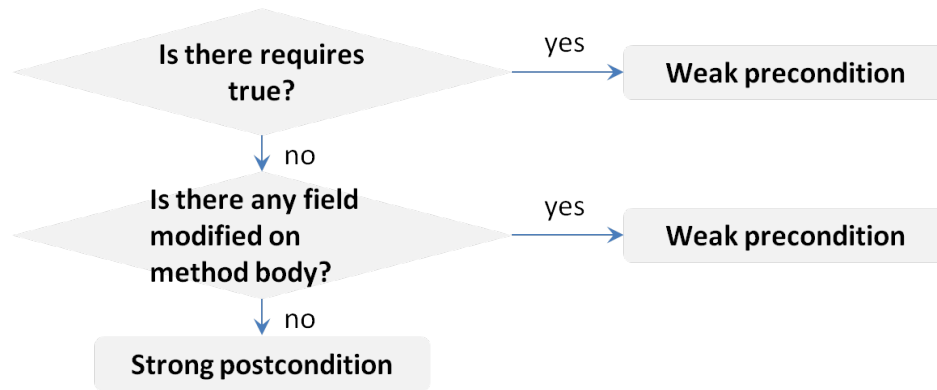 Is there requires
true?
yes
Weak precondition
no
Is there any field
modified on
method body?
yes
Weak precondition
no
Strong postcondition